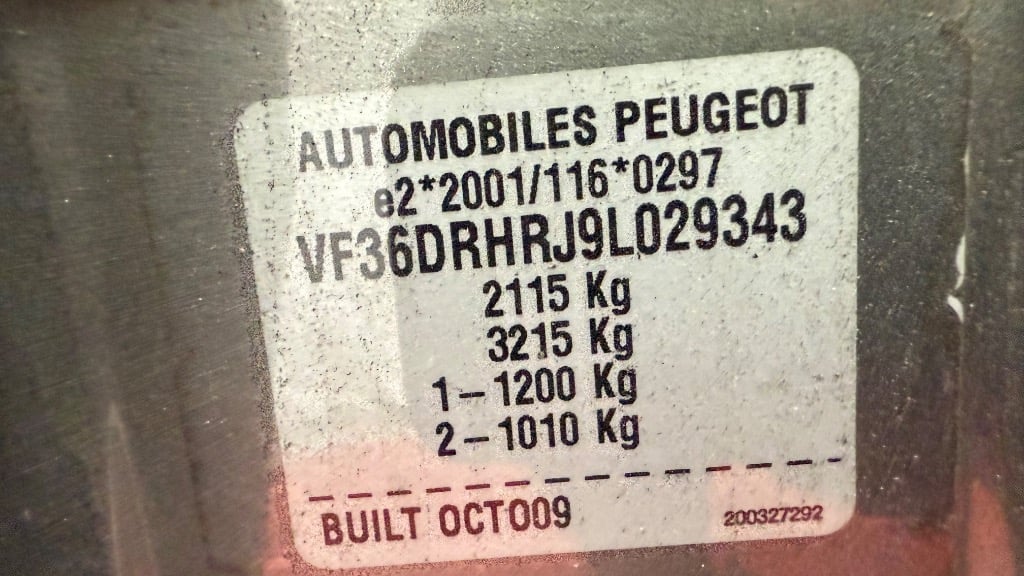 AUTOMOBILES PEUGEOT
e2*2001/116*0297
VF36DRHRJ9L029343
2115 Kg
3215 Kg
1-1200 Kg
2-1010 Kg
BUILT OCT009
200327292